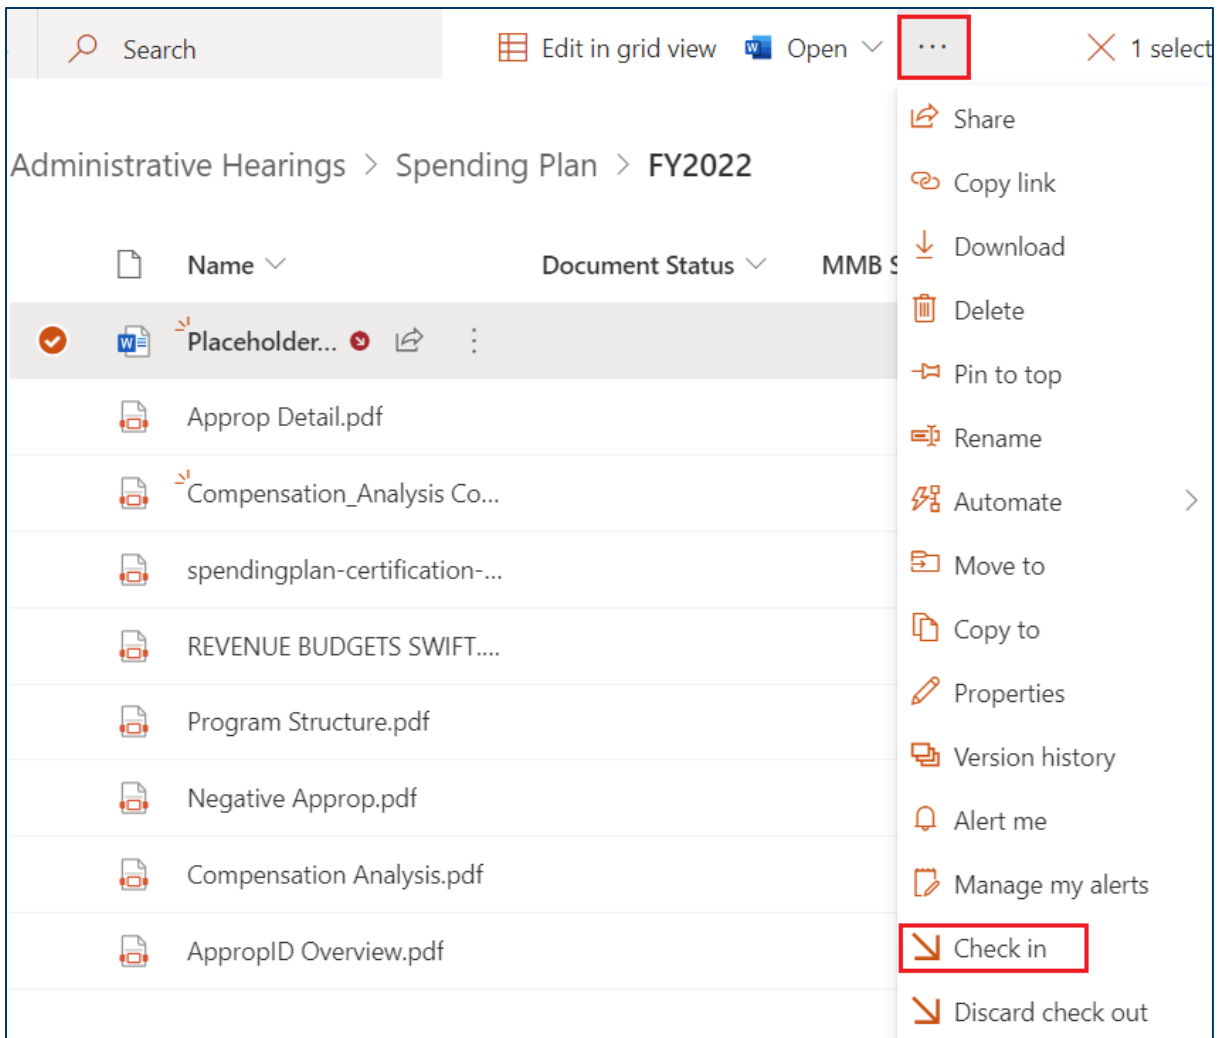 Search
Edit in grid view
Open
...
1 select
Administrative Hearings > Spending Plan > FY2022
Name
Document Status
MMB S
Placeholder...
Approp Detail.pdf
Compensation_Analysis Co...
spendingplan-certification-...
REVENUE BUDGETS SWIFT....
Program Structure.pdf
Negative Approp.pdf
Compensation Analysis.pdf
AppropID Overview.pdf
Share
Copy link
Download
Delete
Pin to top
Rename
Automate
Move to
Copy to
Properties
Version history
Alert me
Manage my alerts
Check in
Discard check out